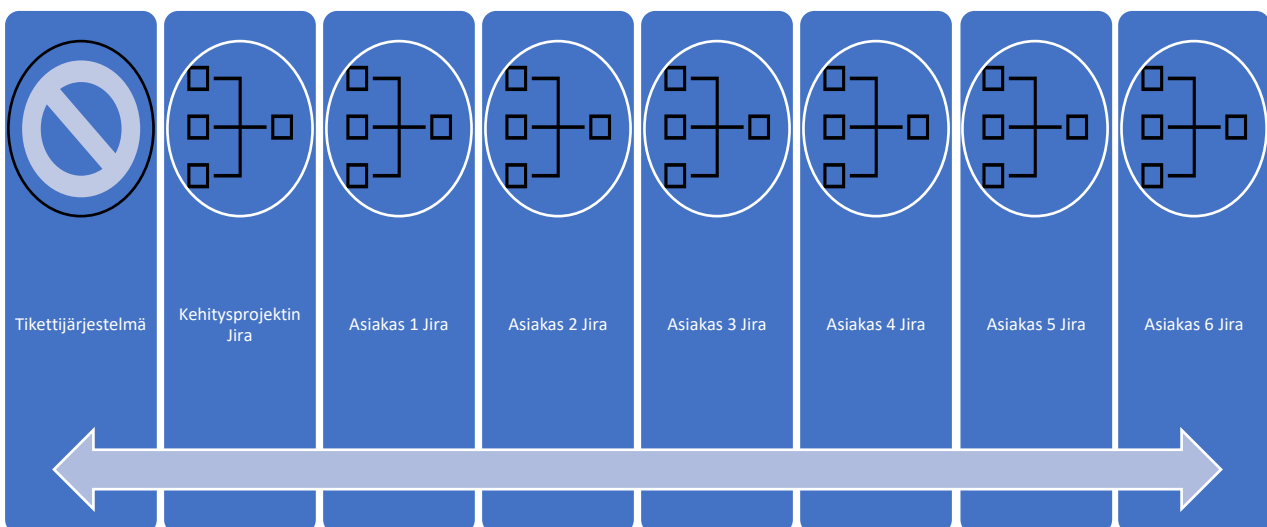 Tikettijärjestelmä
Kehitysprojektin
Jira
Asiakas 1 Jira
Asiakas 2 Jira
Asiakas 3 Jira
Asiakas 4 Jira
Asiakas 5 Jira
Asiakas 6 Jira